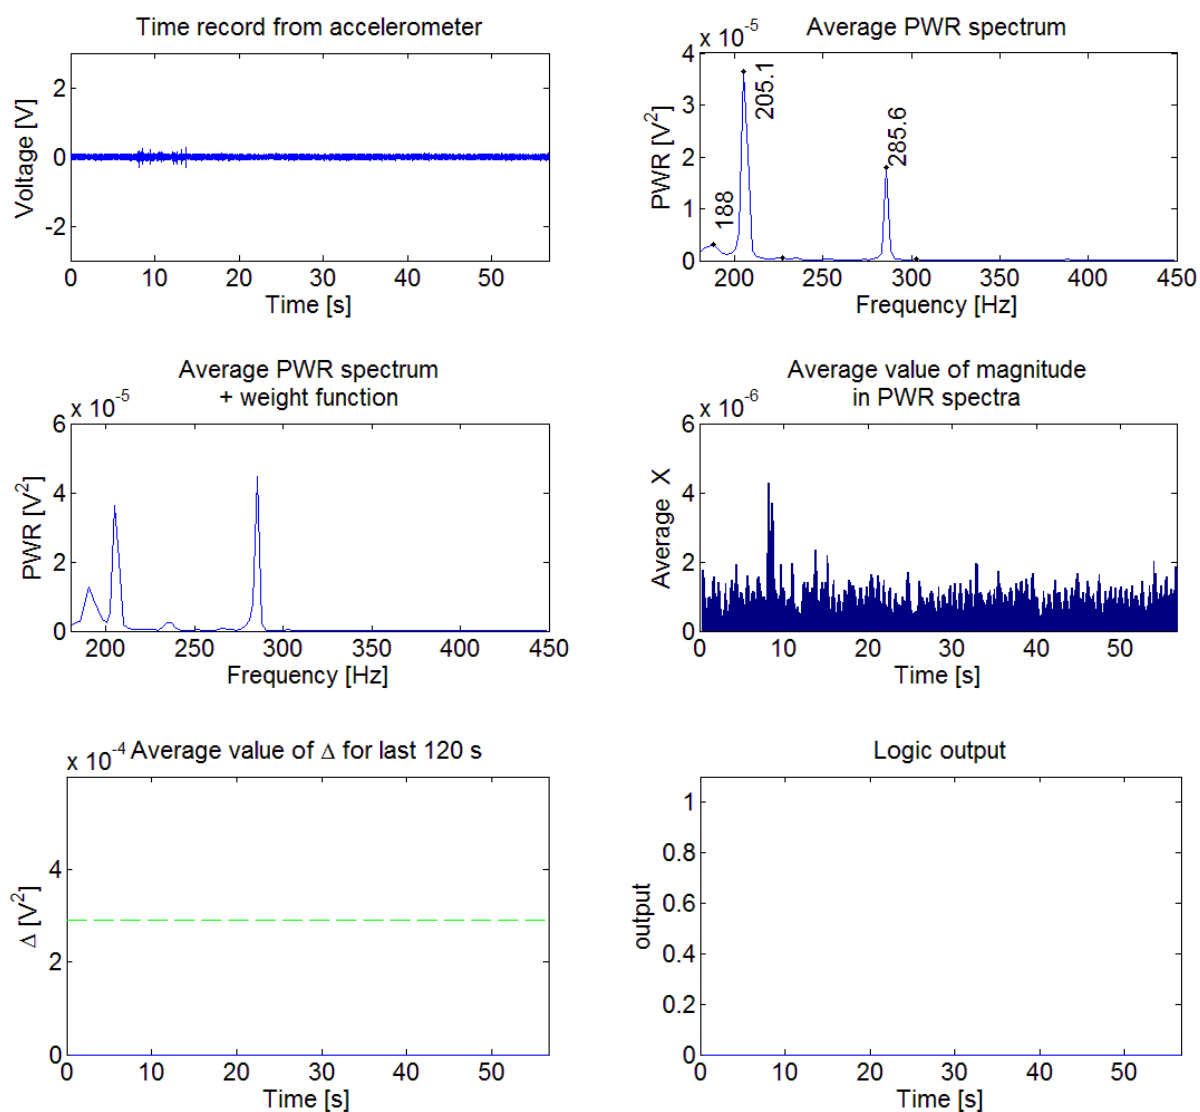 Time record from accelerometer
Voltage [V]
2
0
-2
0 10 20 30 40 50
Time [s]
Average PWR spectrum
x 10^-5
PWR [V^2]
4
3
2
1
0
188
205.1
285.6
200 250 300 350 400 450
Frequency [Hz]
Average PWR spectrum
+ weight function
x 10^-5
PWR [V^2]
6
4
2
0
200 250 300 350 400 450
Frequency [Hz]
Average value of magnitude
in PWR spectra
x 10^-6
Average X
6
4
2
0
0 10 20 30 40 50
Time [s]
x 10^-4 Average value of Δ for last 120 s
Δ [V^2]
4
2
0
0 10 20 30 40 50
Time [s]
Logic output
output
1
0.8
0.6
0.4
0.2
0
0 10 20 30 40 50
Time [s]